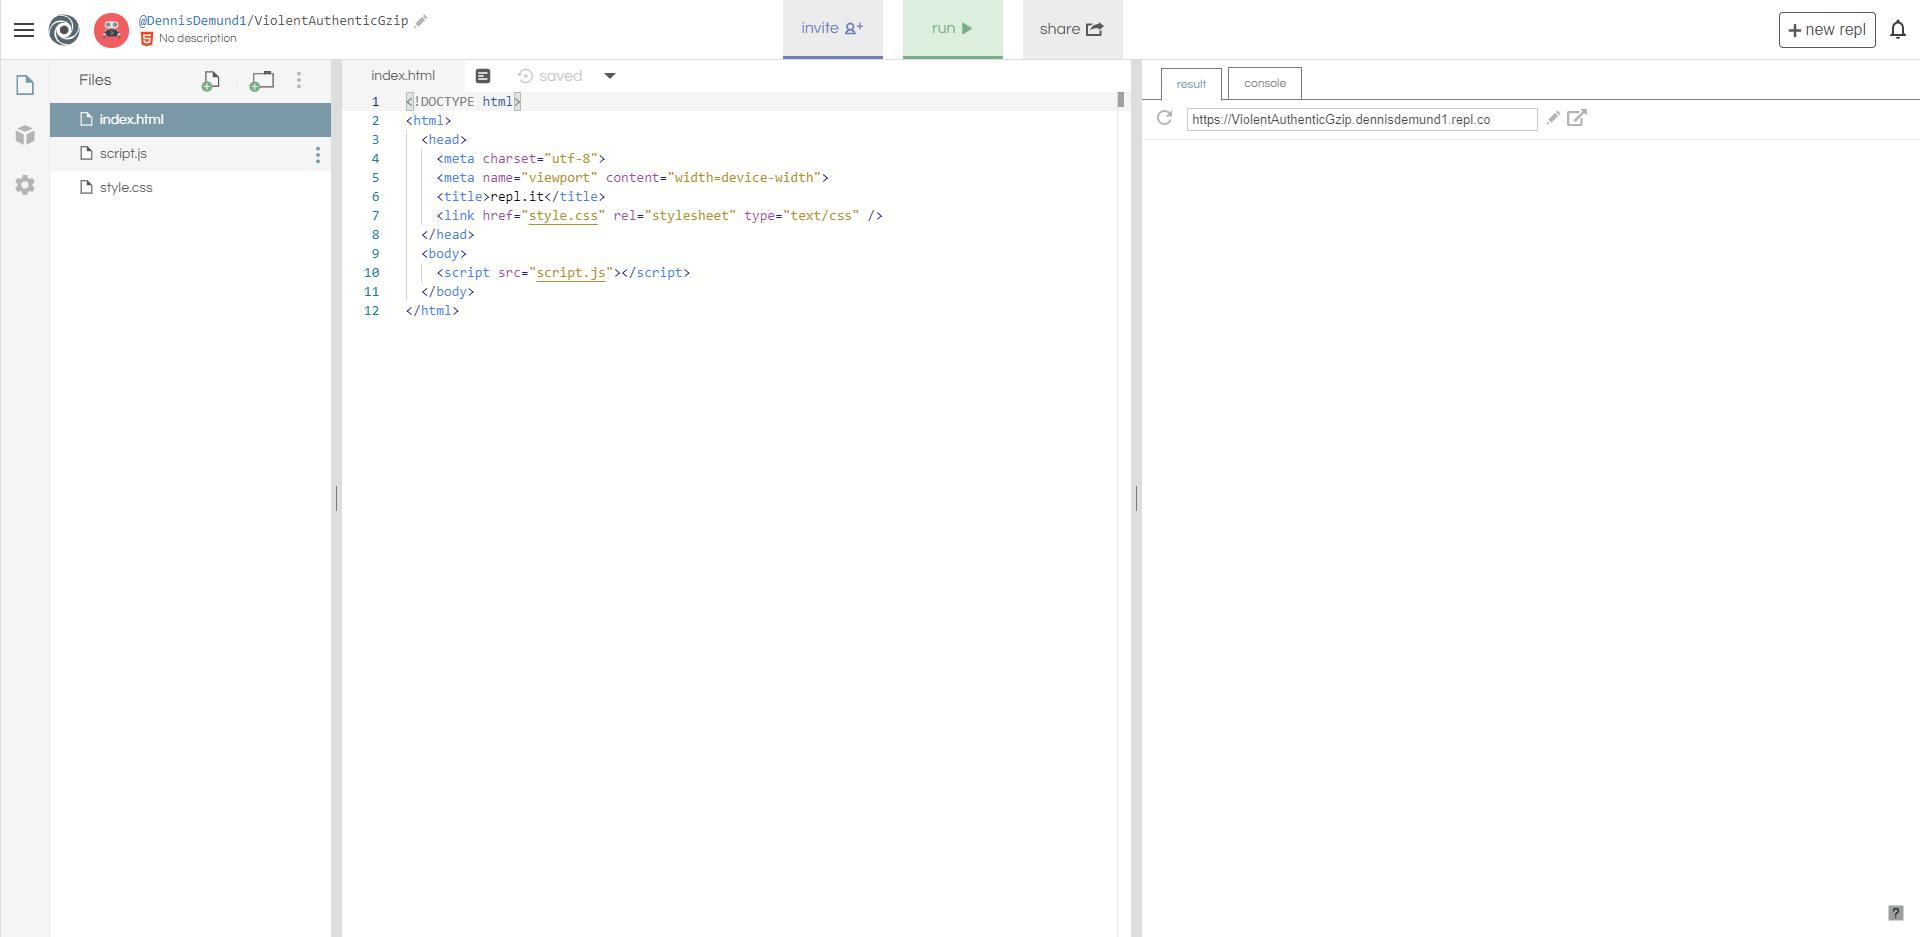 @DennisDemund1/ViolentAuthenticGzip
No description
invite
run
share
+ new repl
Files
index.html
script.js
style.css
index.html
saved
1 <!DOCTYPE html>
2 <html>
3 <head>
4 <meta charset="utf-8">
5 <meta name="viewport" content="width=device-width">
6 <title>repl.it</title>
7 <link href="style.css" rel="stylesheet" type="text/css" />
8 </head>
9 <body>
10 <script src="script.js"></script>
11 </body>
12 </html>
result
console
https://ViolentAuthenticGzip.dennisdemund1.repl.co
?